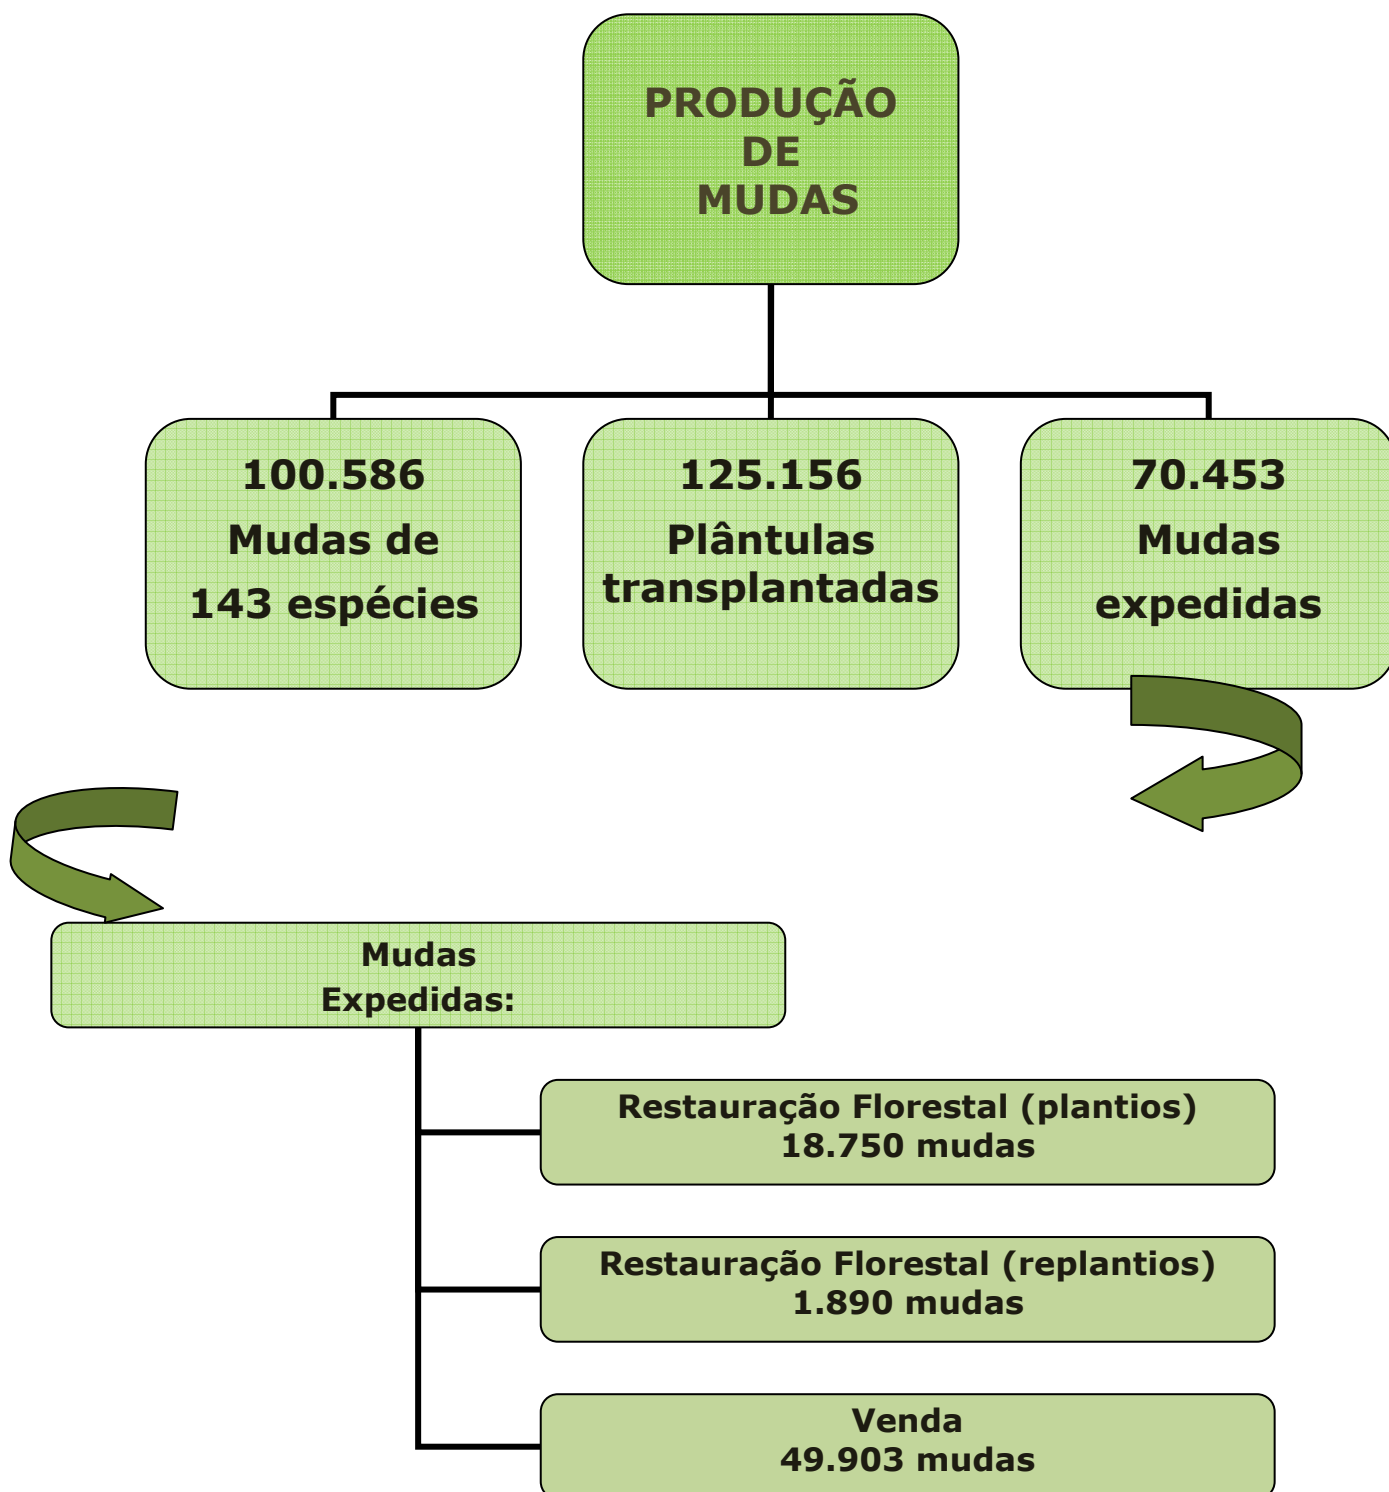 PRODUÇÃO
DE
MUDAS
100.586
Mudas de
143 espécies
125.156
Plântulas
transplantadas
70.453
Mudas
expedidas
Mudas
Expedidas:
Restauração Florestal (plantios)
18.750 mudas
Restauração Florestal (replantios)
1.890 mudas
Venda
49.903 mudas